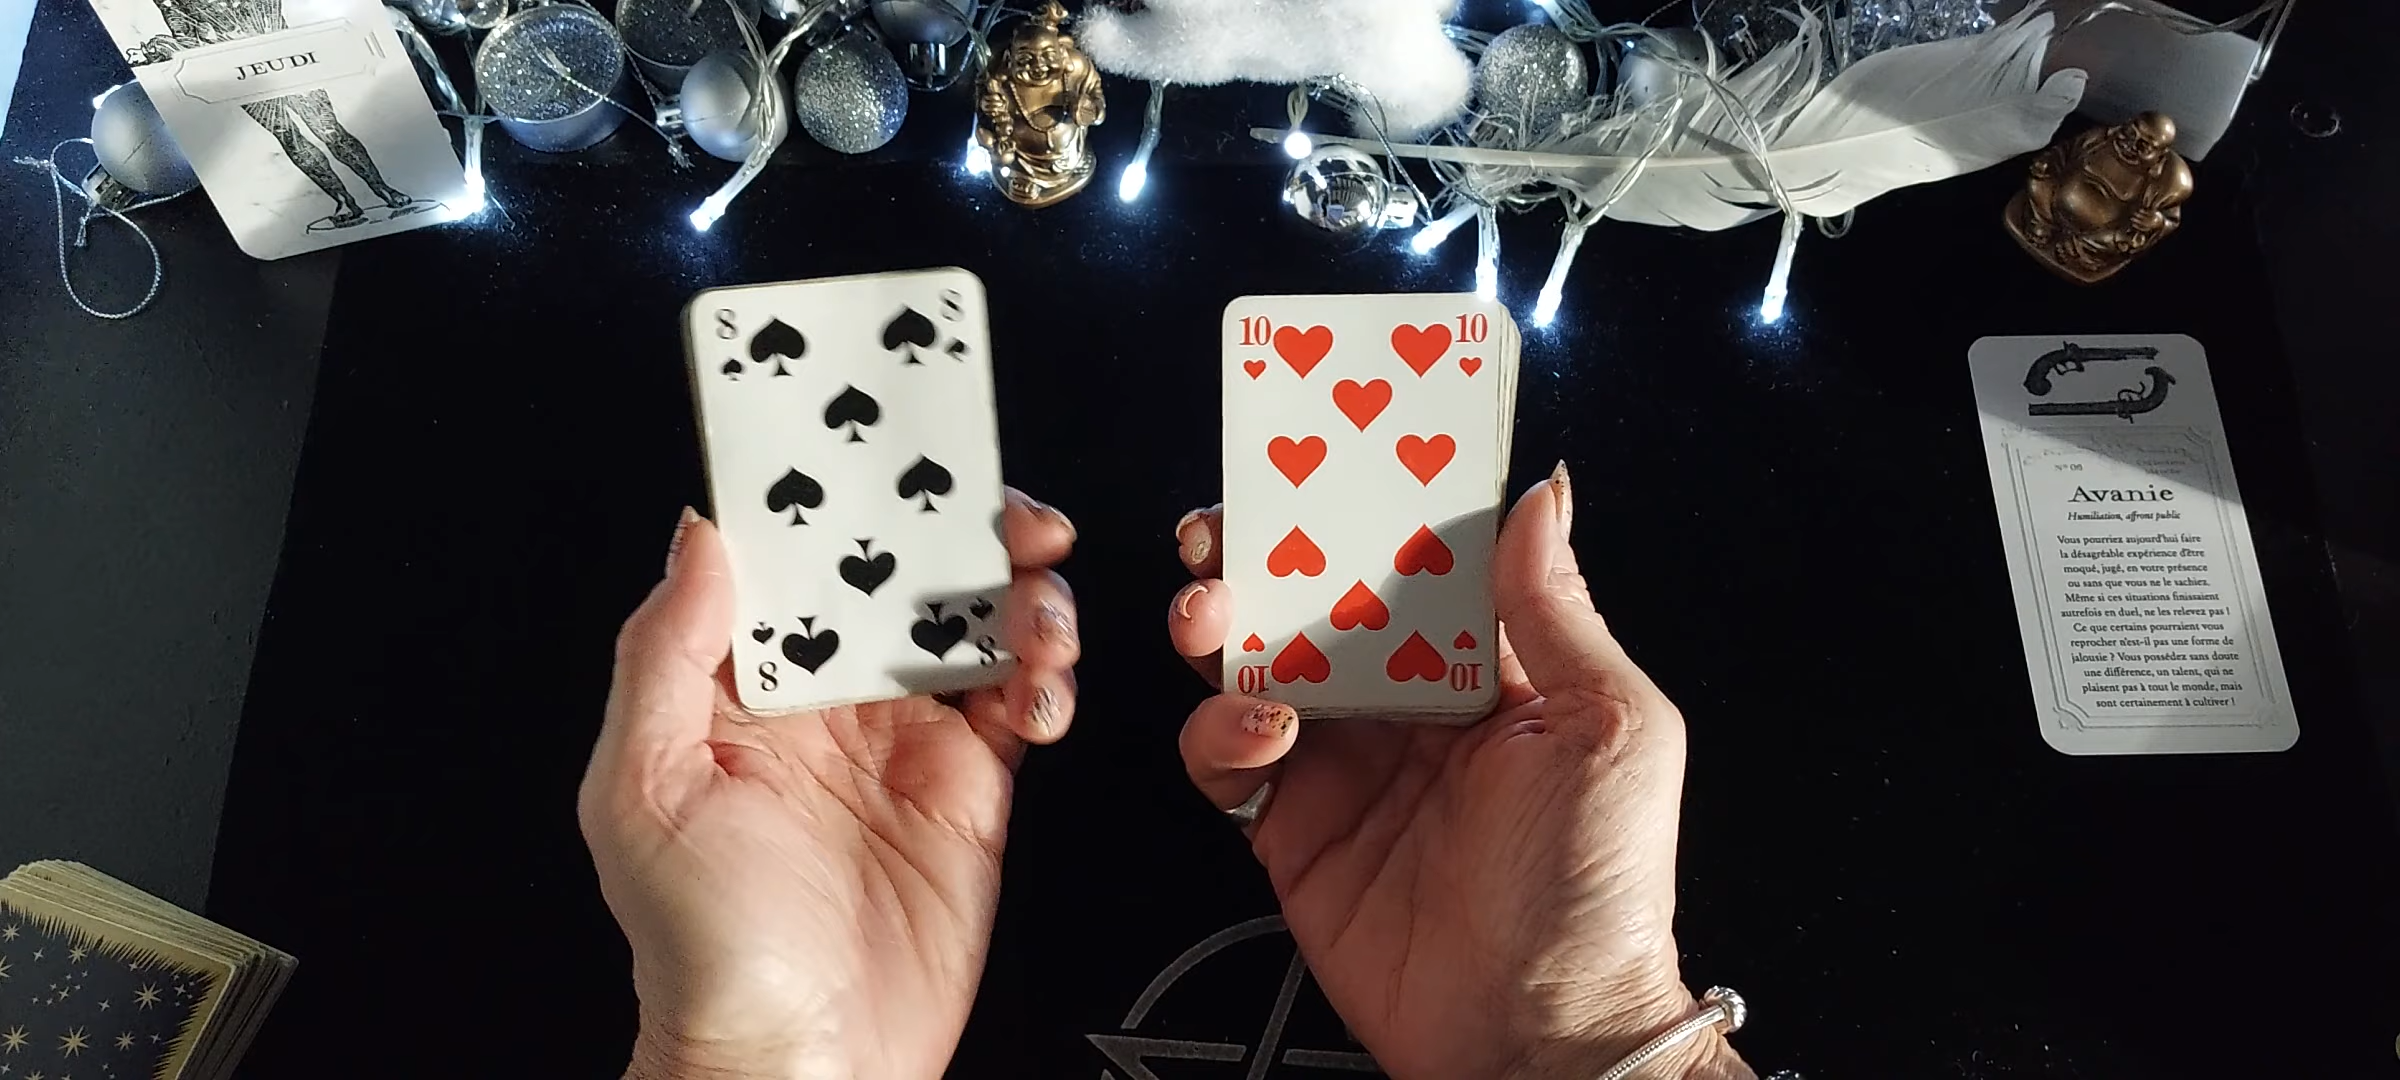 JEUDI
8
8
8
8
10
10
10
10
N° 06
Avanie
Humiliation, affront public
Vous pourriez aujourd'hui faire
la désagréable expérience d'être
moqué, jugé, en votre présence
ou sans que vous ne le sachiez.
Même si ces situations finissaient
autrefois en duel, ne les relevez pas !
Ce que certains pourraient vous
reprocher n'est-il pas une forme de
jalousie ? Vous possédez sans doute
une différence, un talent, qui ne
plaisent pas à tout le monde, mais
sont certainement à cultiver !